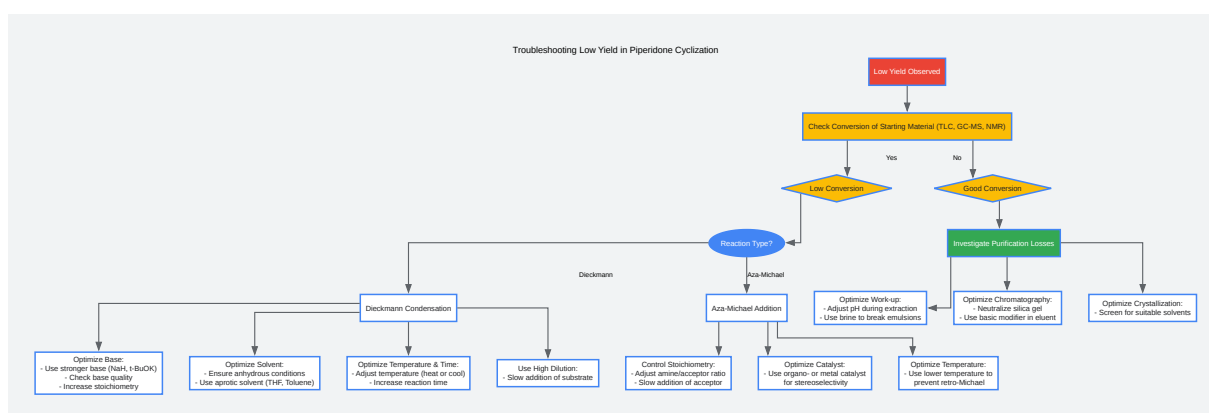 Troubleshooting Low Yield in Piperidone Cyclization
Low Yield Observed
Check Conversion of Starting Material (TLC, GC-MS, NMR)
Yes
No
Low Conversion
Good Conversion
Reaction Type?
Investigate Purification Losses
Dieckmann
Aza-Michael
Dieckmann Condensation
Aza-Michael Addition
Optimize Work-up:
- Adjust pH during extraction
- Use brine to break emulsions
Optimize Chromatography:
- Neutralize silica gel
- Use basic modifier in eluent
Optimize Crystallization:
- Screen for suitable solvents
Optimize Base:
- Use stronger base (NaH, t-BuOK)
- Check base quality
- Increase stoichiometry
Optimize Solvent:
- Ensure anhydrous conditions
- Use aprotic solvent (THF, Toluene)
Optimize Temperature & Time:
- Adjust temperature (heat or cool)
- Increase reaction time
Use High Dilution:
- Slow addition of substrate
Control Stoichiometry:
- Adjust amine/acceptor ratio
- Slow addition of acceptor
Optimize Catalyst:
- Use organo- or metal catalyst
for stereoselectivity
Optimize Temperature:
- Use lower temperature to
prevent retro-Michael